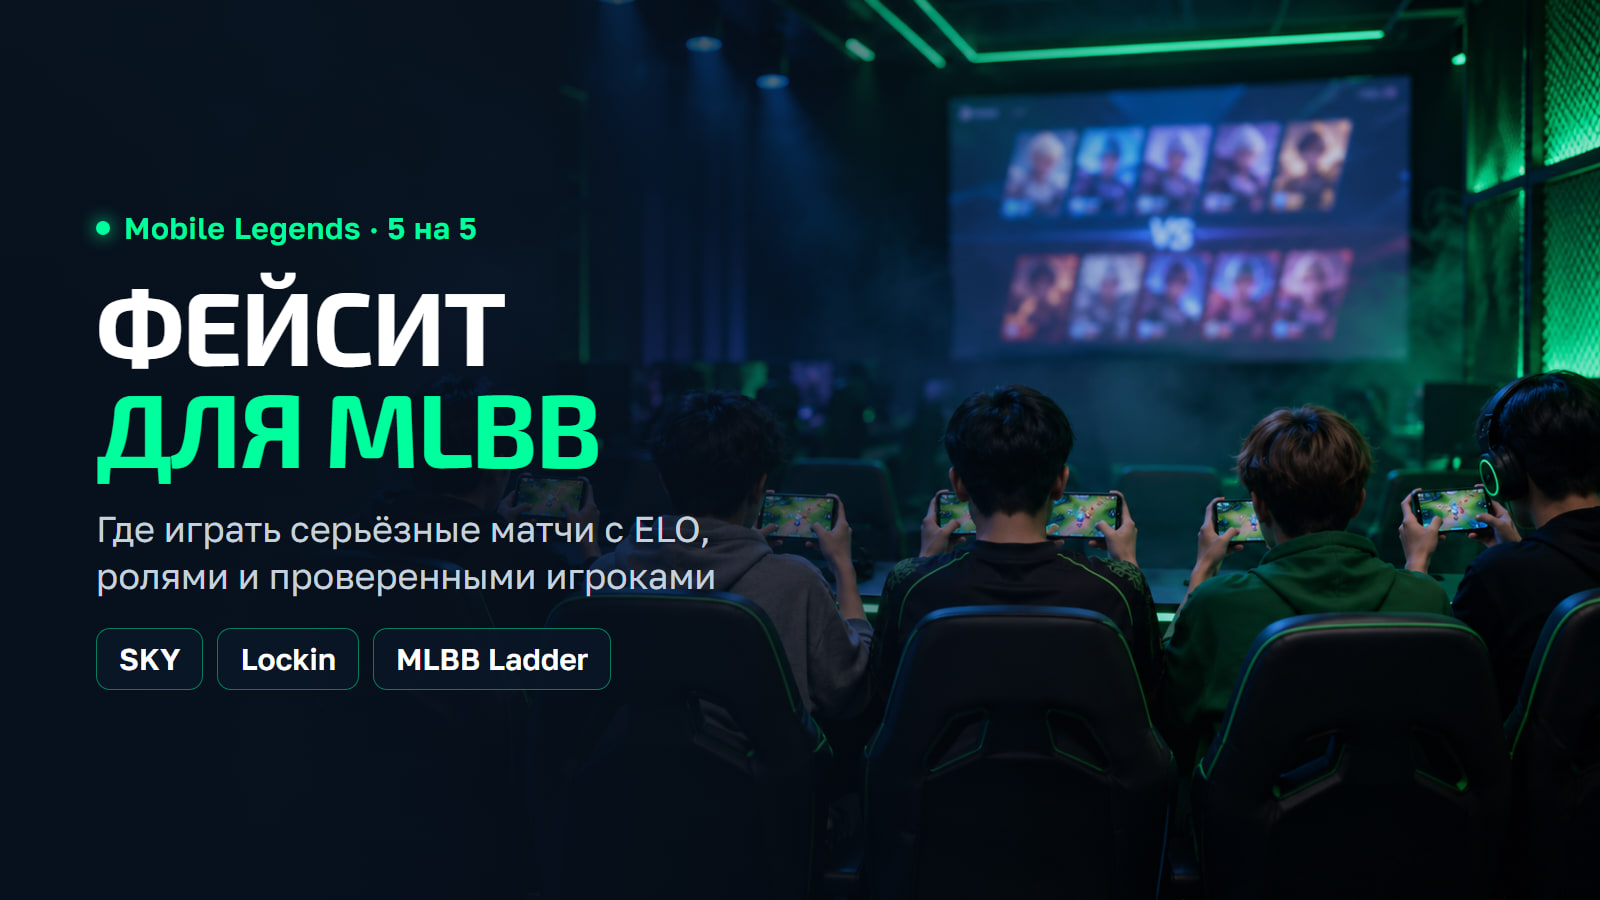 Mobile Legends · 5 на 5
ФЕЙСИТ
ДЛЯ MLBB
Где играть серьёзные матчи с ELO,
ролями и проверенными игроками
SKY
Lockin
MLBB Ladder
VS